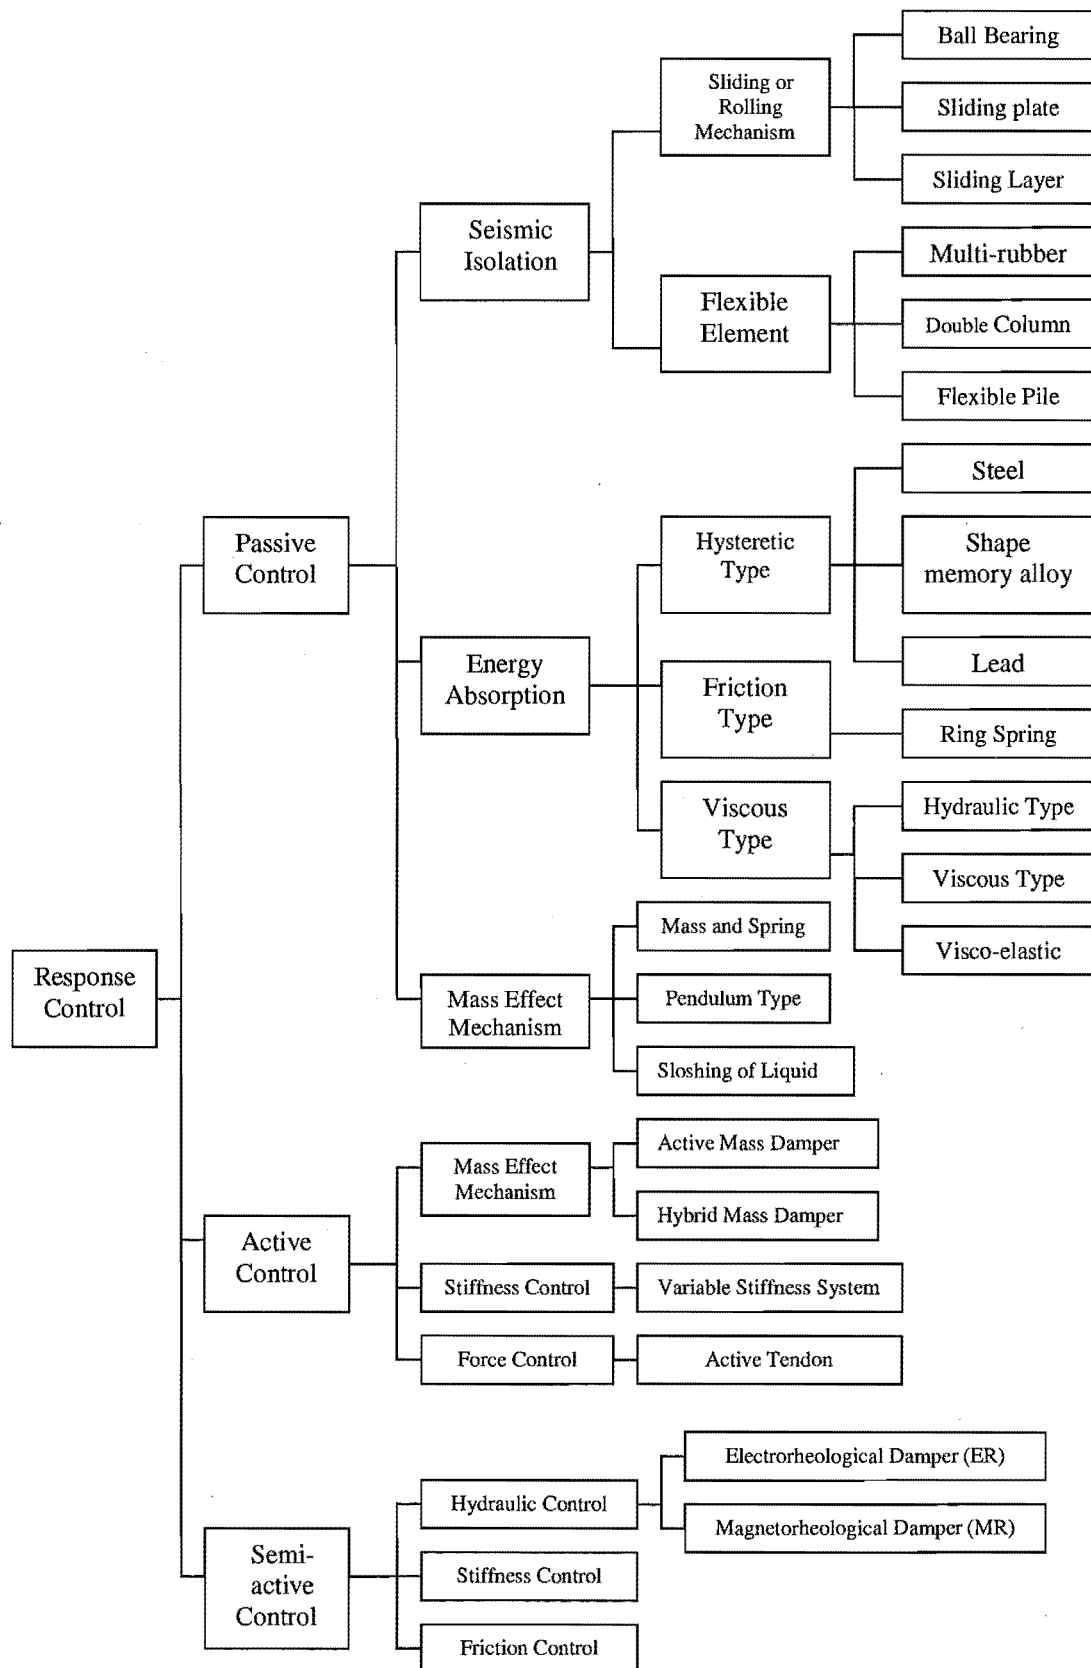 Response
Control
Passive
Control
Seismic
Isolation
Sliding or
Rolling
Mechanism
Ball Bearing
Sliding plate
Sliding Layer
Flexible
Element
Multi-rubber
Double Column
Flexible Pile
Energy
Absorption
Hysteretic
Type
Steel
Shape
memory alloy
Lead
Friction
Type
Ring Spring
Viscous
Type
Hydraulic Type
Viscous Type
Visco-elastic
Mass Effect
Mechanism
Mass and Spring
Pendulum Type
Sloshing of Liquid
Active
Control
Mass Effect
Mechanism
Active Mass Damper
Hybrid Mass Damper
Stiffness Control
Variable Stiffness System
Force Control
Active Tendon
Semi-
active
Control
Hydraulic Control
Electrorheological Damper (ER)
Magnetorheological Damper (MR)
Stiffness Control
Friction Control